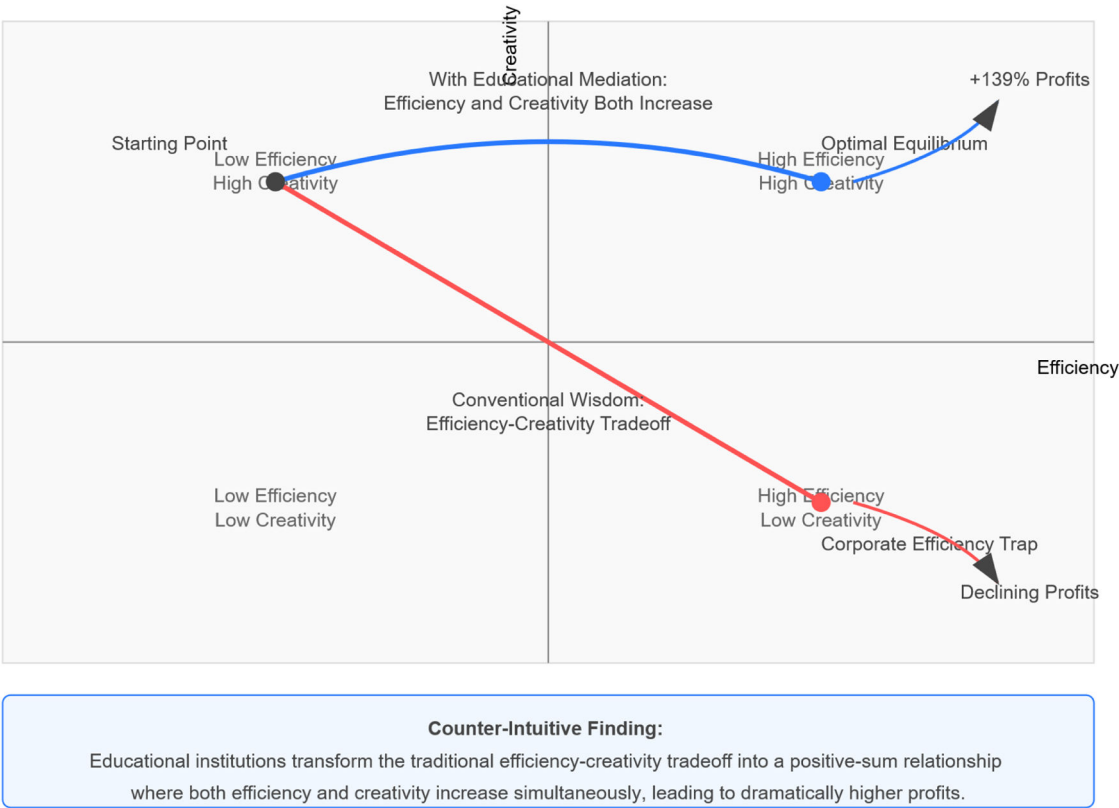 Creativity
With Educational Mediation:
Efficiency and Creativity Both Increase
+139% Profits
Starting Point
Optimal Equilibrium
Low Efficiency
High Creativity
High Efficiency
High Creativity
Efficiency
Conventional Wisdom:
Efficiency-Creativity Tradeoff
Low Efficiency
Low Creativity
High Efficiency
Low Creativity
Corporate Efficiency Trap
Declining Profits
Counter-Intuitive Finding:
Educational institutions transform the traditional efficiency-creativity tradeoff into a positive-sum relationship
where both efficiency and creativity increase simultaneously, leading to dramatically higher profits.